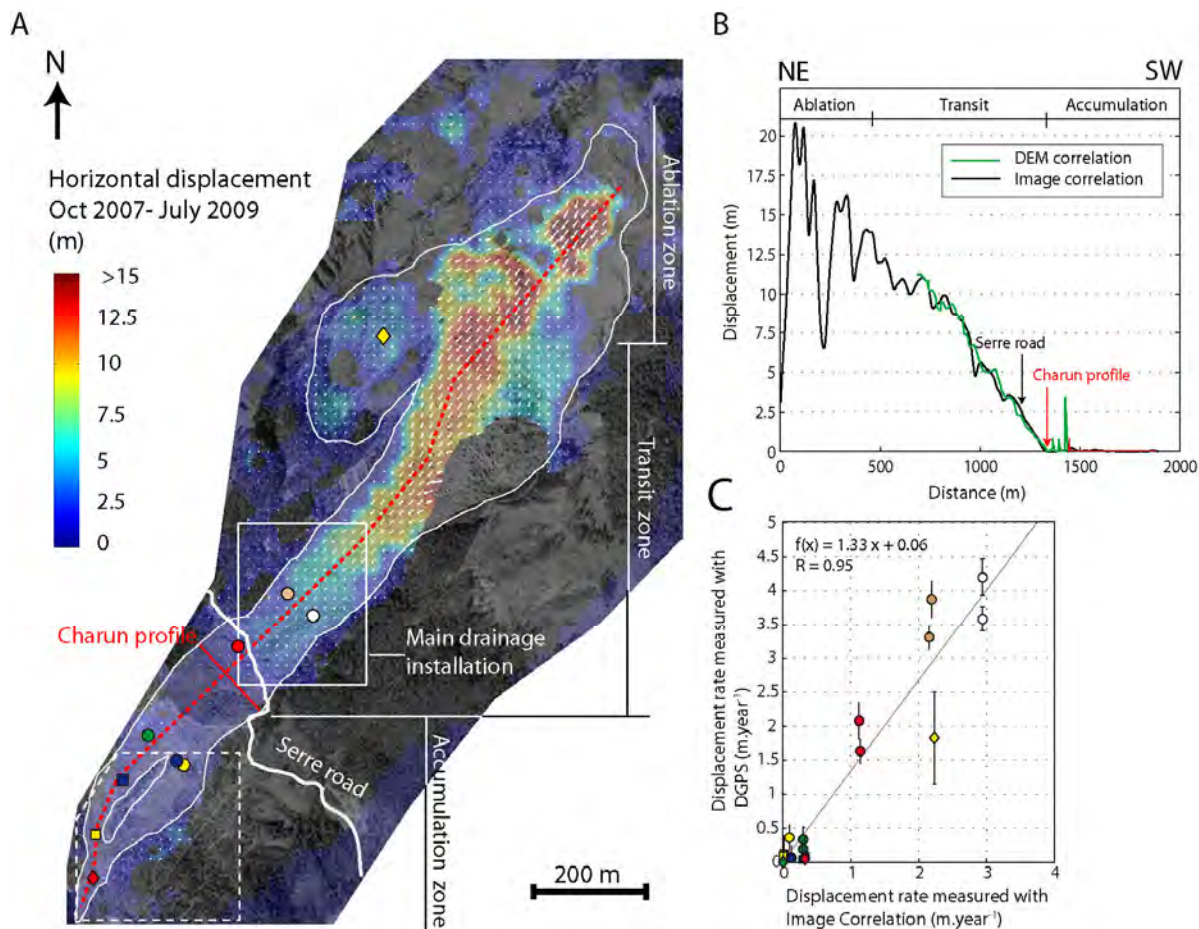 A
N
Horizontal displacement
Oct 2007- July 2009
(m)
>15
12.5
10
5
2.5
0
Ablation zone
Transit zone
Accumulation zone
Charun profile
Main drainage
installation
Serre road
200 m
B
NE
SW
Ablation
Transit
Accumulation
DEM correlation
Image correlation
Serre road
Charun profile
Displacement (m)
20
17.5
15
12.5
10
7.5
5
2.5
0
0
500
1000
1500
2000
Distance (m)
C
f(x) = 1.33 x + 0.06
R = 0.95
Displacement rate measured with
DGPS (m.year⁻¹)
5
4.5
4
3.5
3
2.5
2
1.5
1
0.5
0
0
1
2
3
4
Displacement rate measured with
Image Correlation (m.year⁻¹)